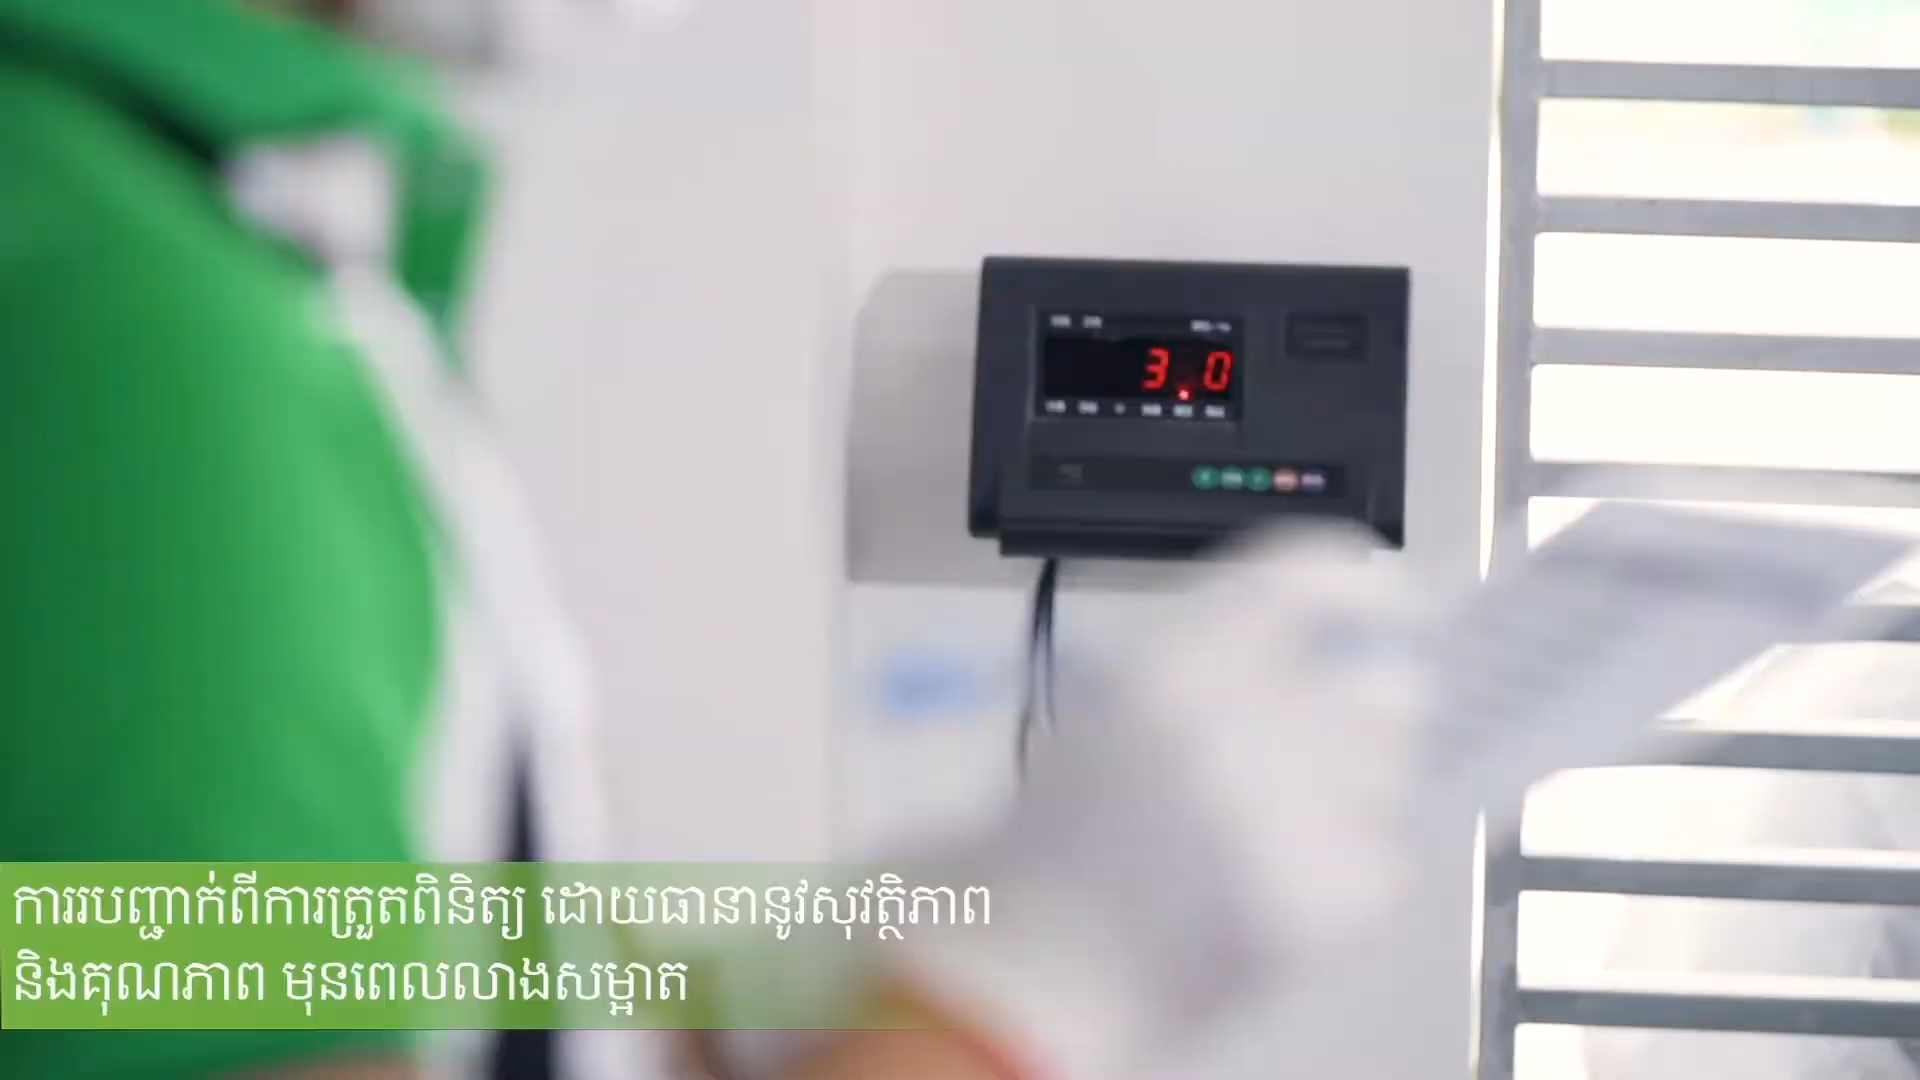 3.0
ការរបញ្ជាក់ពីការត្រួតពិនិត្យ ដោយធានានូវសុវត្ថិភាព
និងគុណភាព មុនពេលលាងសម្អាត